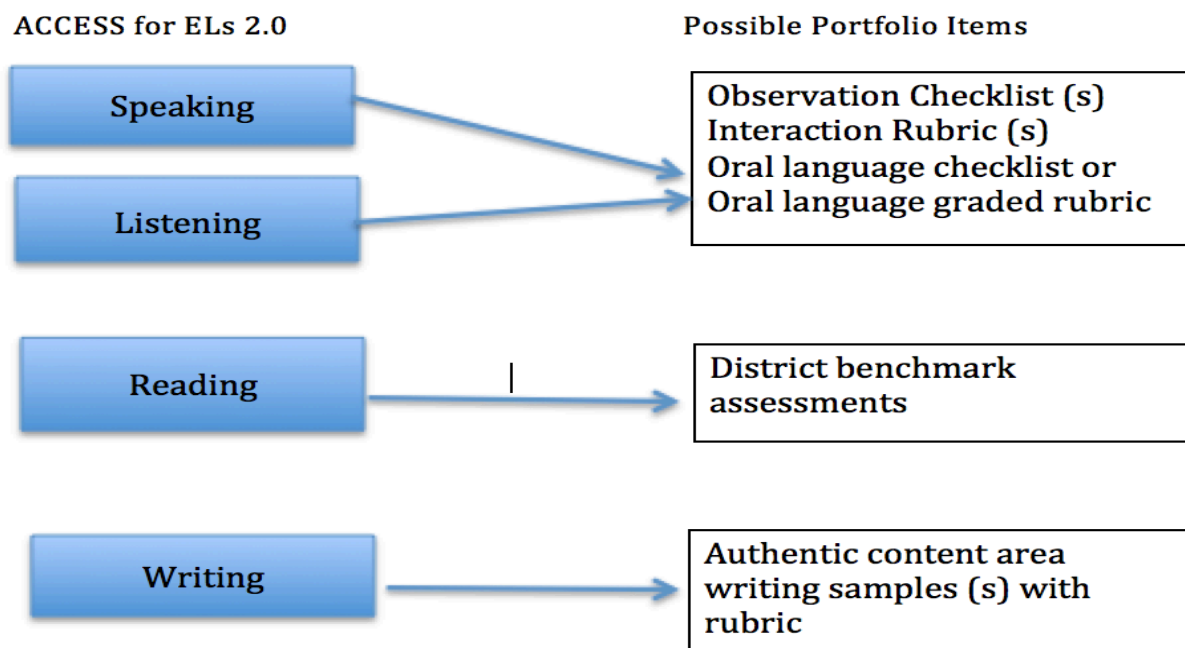 ACCESS for ELs 2.0
Possible Portfolio Items
Speaking
Listening
Observation Checklist (s)
Interaction Rubric (s)
Oral language checklist or
Oral language graded rubric
Reading
District benchmark
assessments
Writing
Authentic content area
writing samples (s) with
rubric